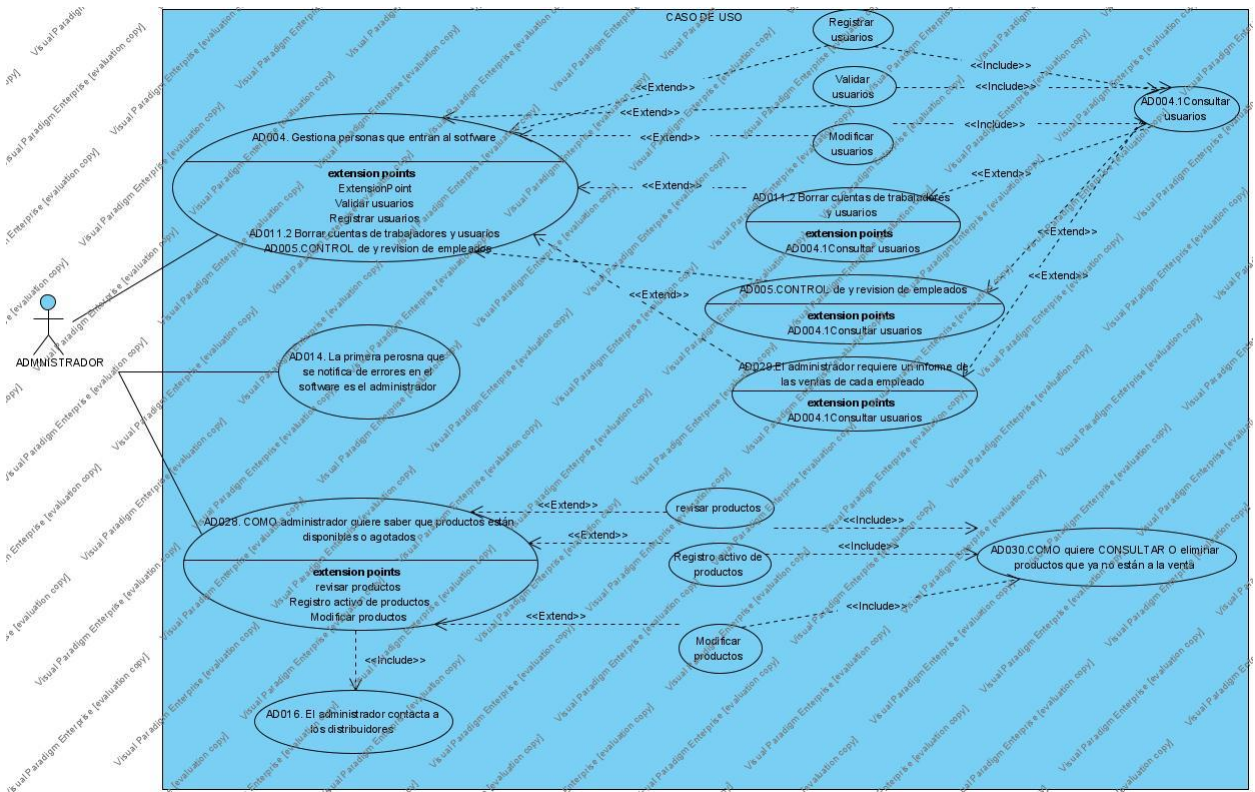 CASO DE USO
Registrar
usuarios
<<Include>>
Validar
usuarios
<<Extend>>
<<Include>>
AD004.1Consultar
usuarios
<<Extend>>
AD004. Gestiona personas que entran al sotfware
<<Extend>>
Modificar
usuarios
<<Include>>
extension points
ExtensionPoint
Validar usuarios
Registrar usuarios
AD011.2 Borrar cuentas de trabajadores y usuarios
AD005.CONTROL de y revision de empleados
<<Extend>>
<<Extend>>
AD011.2 Borrar cuentas de trabajadores
y usuarios
extension points
AD004.1Consultar usuarios
<<Extend>>
<<Extend>>
<<Extend>>
AD005.CONTROL de y revision de empleados
extension points
AD004.1Consultar usuarios
ADMNISTRADOR
AD014. La primera perosna que
se notifica de errores en el
software es el administrador
AD029.El administrador requiere un informe de
las ventas de cada empleado
extension points
AD004.1Consultar usuarios
AD028. COMO administrador quiere saber que productos están
disponibles o agotados
extension points
revisar productos
Registro activo de productos
Modificar productos
<<Extend>>
revisar productos
<<Include>>
<<Extend>>
Registro activo de
productos
<<Include>>
AD030.COMO quiere CONSULTAR O eliminar
productos que ya no están a la venta
<<Extend>>
Modificar
productos
<<Include>>
<<Include>>
AD016. El administrador contacta a
los distribuidores
Visual Paradigm Enterprise [evaluation copy]